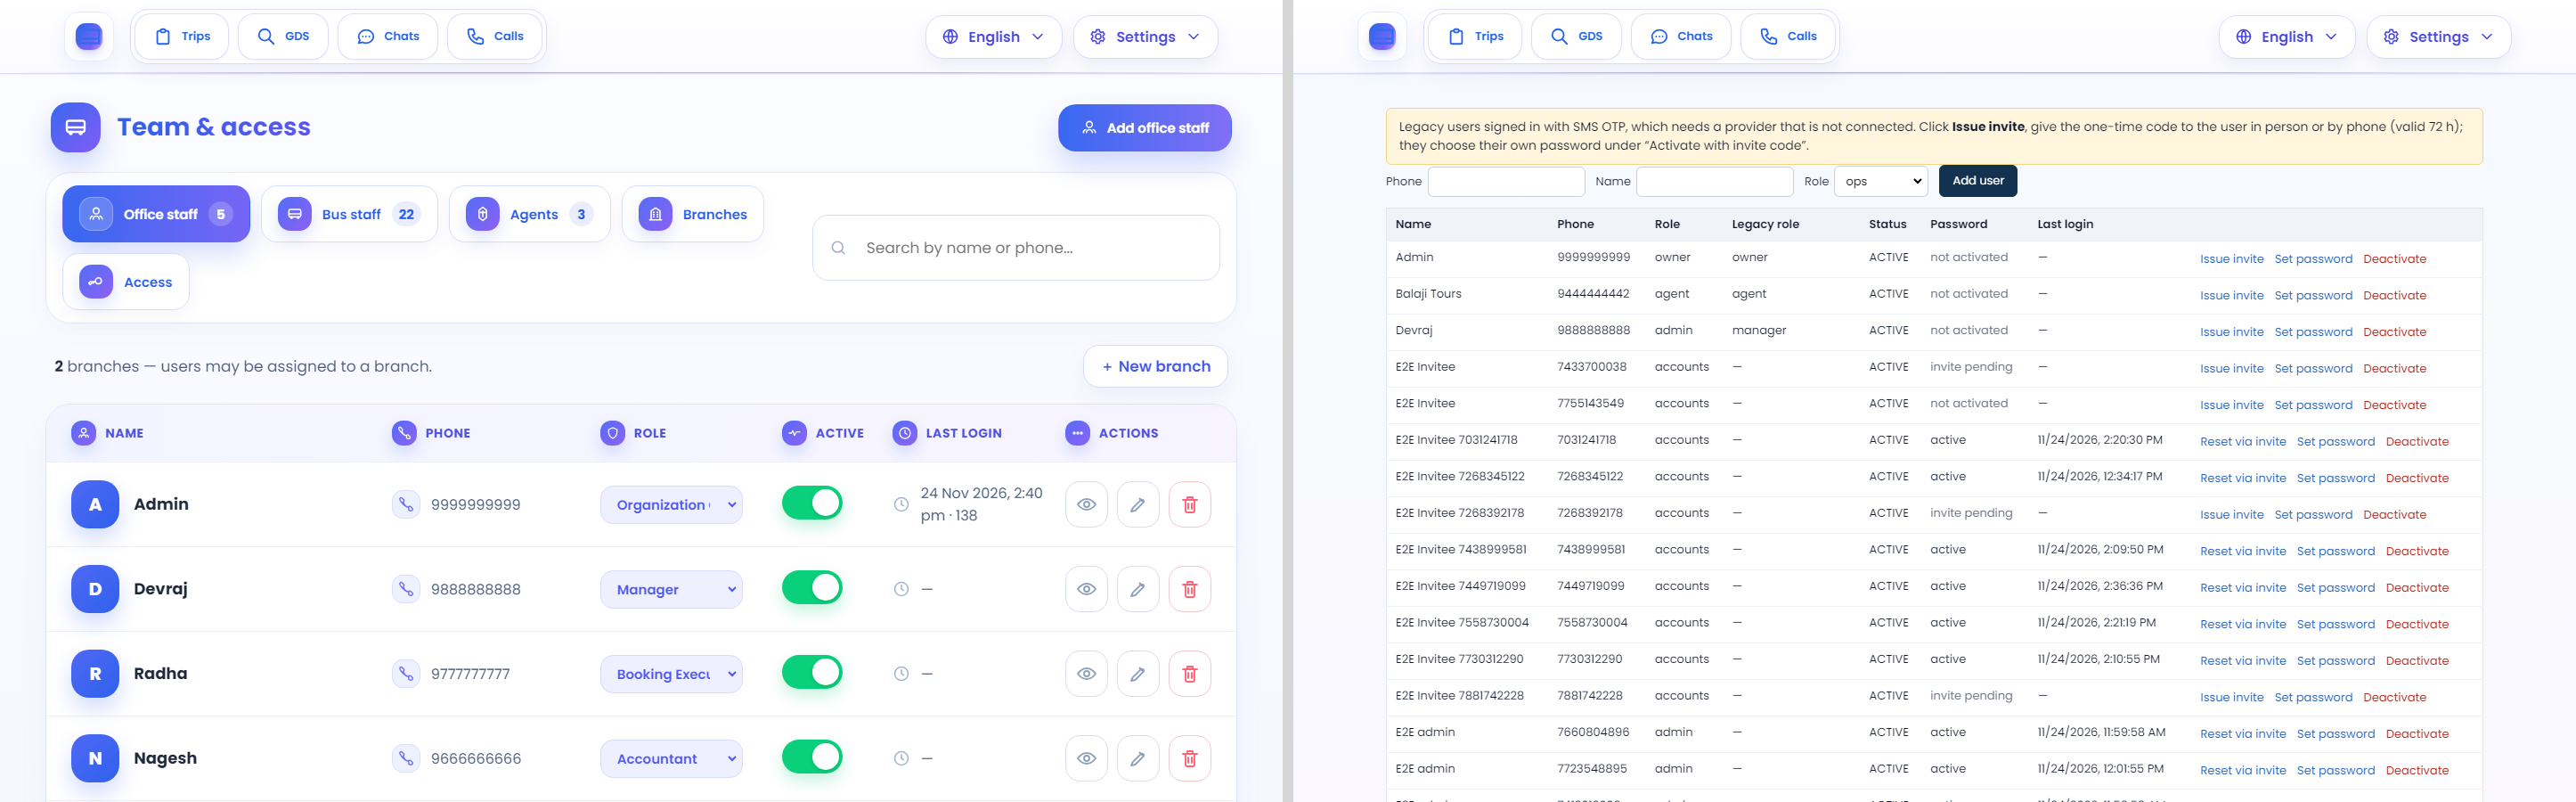 Trips GDS Chats Calls English Settings
Team & access
Add office staff
Office staff 5 Bus staff 22 Agents 3 Branches
Access
Search by name or phone...
2 branches — users may be assigned to a branch.
+ New branch
NAME PHONE ROLE ACTIVE LAST LOGIN ACTIONS
A Admin 9999999999 Organization 24 Nov 2026, 2:40
pm · 138
D Devraj 9888888888 Manager —
R Radha 9777777777 Booking Execu —
N Nagesh 9666666666 Accountant —
Trips GDS Chats Calls English Settings
Legacy users signed in with SMS OTP, which needs a provider that is not connected. Click Issue invite, give the one-time code to the user in person or by phone (valid 72 h);
they choose their own password under “Activate with invite code”.
Phone Name Role ops Add user
Name Phone Role Legacy role Status Password Last login
Admin 9999999999 owner owner ACTIVE not activated — Issue invite Set password Deactivate
Balaji Tours 9444444442 agent agent ACTIVE not activated — Issue invite Set password Deactivate
Devraj 9888888888 admin manager ACTIVE not activated — Issue invite Set password Deactivate
E2E Invitee 7433700038 accounts — ACTIVE invite pending — Issue invite Set password Deactivate
E2E Invitee 7755143549 accounts — ACTIVE not activated — Issue invite Set password Deactivate
E2E Invitee 7031241718 7031241718 accounts — ACTIVE active 11/24/2026, 2:20:30 PM Reset via invite Set password Deactivate
E2E Invitee 7268345122 7268345122 accounts — ACTIVE active 11/24/2026, 12:34:17 PM Reset via invite Set password Deactivate
E2E Invitee 7268392178 7268392178 accounts — ACTIVE invite pending — Issue invite Set password Deactivate
E2E Invitee 7438999581 7438999581 accounts — ACTIVE active 11/24/2026, 2:09:50 PM Reset via invite Set password Deactivate
E2E Invitee 7449719099 7449719099 accounts — ACTIVE active 11/24/2026, 2:36:36 PM Reset via invite Set password Deactivate
E2E Invitee 7558730004 7558730004 accounts — ACTIVE active 11/24/2026, 2:21:19 PM Reset via invite Set password Deactivate
E2E Invitee 7730312290 7730312290 accounts — ACTIVE active 11/24/2026, 2:10:55 PM Reset via invite Set password Deactivate
E2E Invitee 7881742228 7881742228 accounts — ACTIVE invite pending — Issue invite Set password Deactivate
E2E admin 7660804896 admin — ACTIVE active 11/24/2026, 11:59:58 AM Reset via invite Set password Deactivate
E2E admin 7723548895 admin — ACTIVE active 11/24/2026, 12:01:55 PM Reset via invite Set password Deactivate